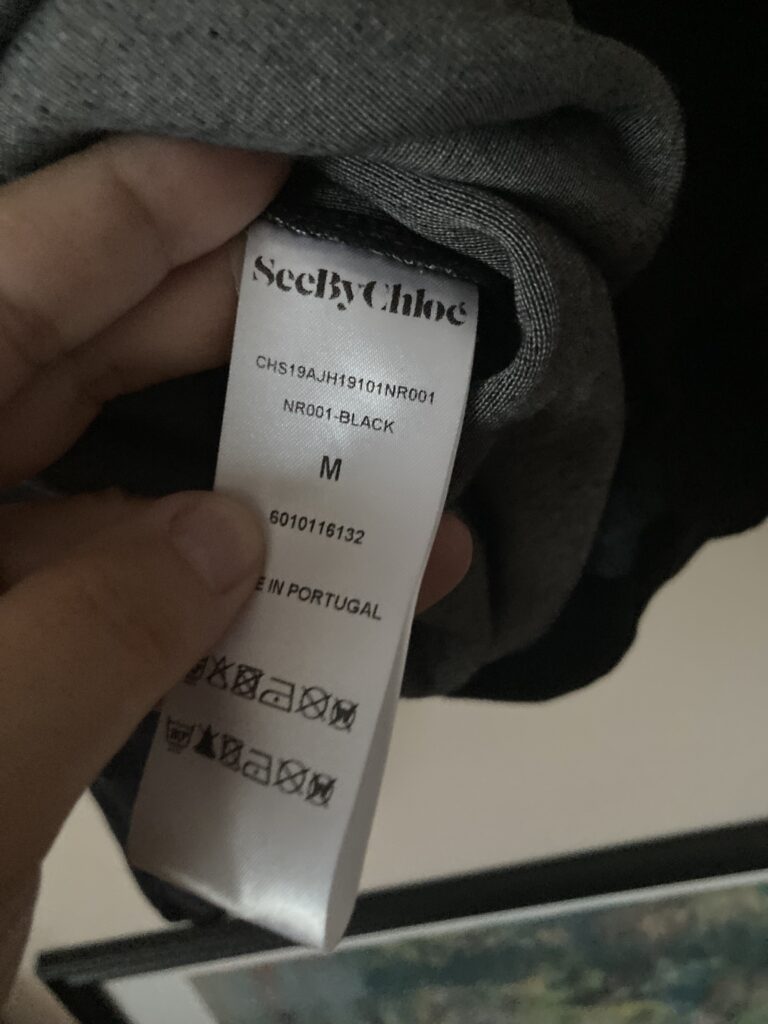 SeeByChloé
CHS19AJH19101NR001
NR001-BLACK
M
6010116132
E IN PORTUGAL